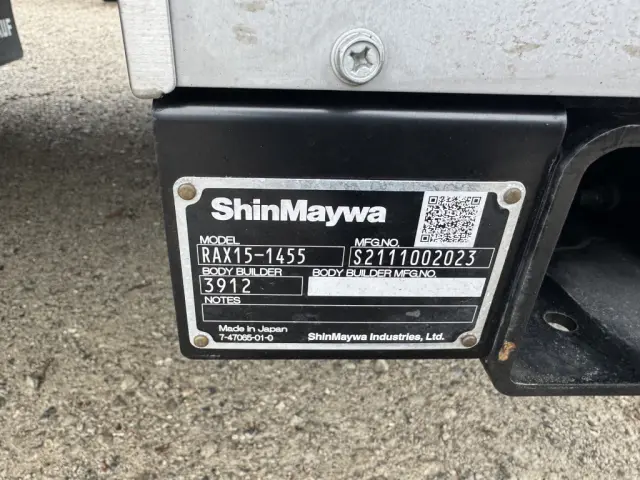 AUF
ShinMaywa
MODEL MFG.NO.
RAX15-1455 S2111002023
BODY BUILDER BODY BUILDER MFG.NO.
3912
NOTES
Made in Japan
7-47065-01-0 ShinMaywa Industries, Ltd.